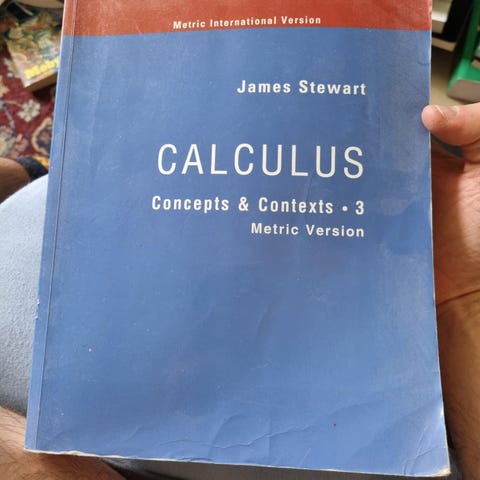 Metric International Version
James Stewart
CALCULUS
Concepts & Contexts • 3
Metric Version